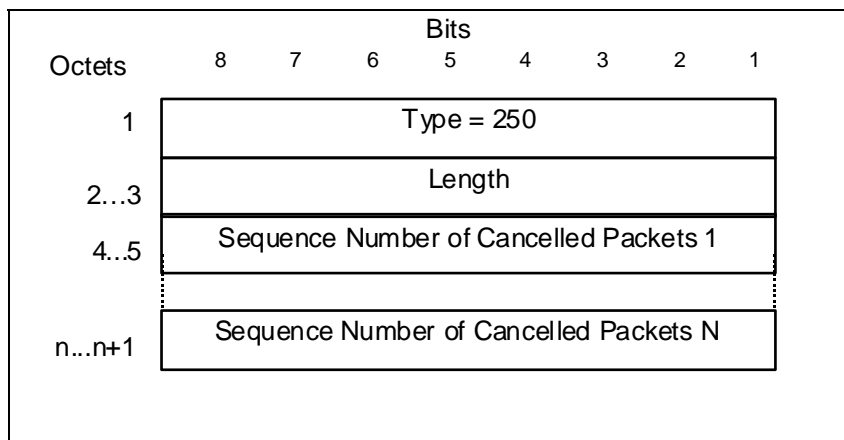 Bits
Octets 8 7 6 5 4 3 2 1
1 Type = 250
2...3 Length
4...5 Sequence Number of Cancelled Packets 1
n...n+1 Sequence Number of Cancelled Packets N